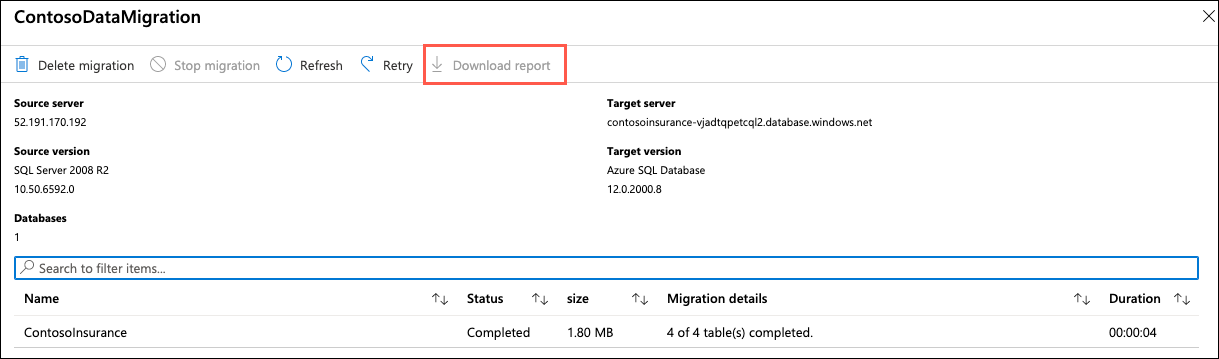 ContosoDataMigration
Delete migration Stop migration Refresh Retry Download report
Source server Target server
52.191.170.192 contosoinsurance-vjadtqpetcql2.database.windows.net
Source version Target version
SQL Server 2008 R2 Azure SQL Database
10.50.6592.0 12.0.2000.8
Databases
1
Search to filter items...
Name Status size Migration details Duration
ContosoInsurance Completed 1.80 MB 4 of 4 table(s) completed. 00:00:04